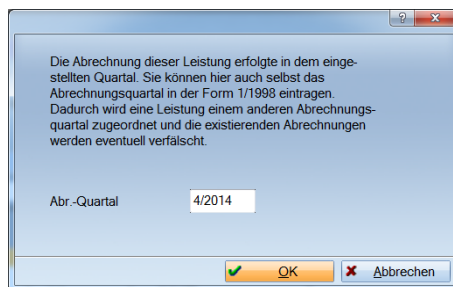 Die Abrechnung dieser Leistung erfolgte in dem einge-
stellten Quartal. Sie können hier auch selbst das
Abrechnungsquartal in der Form 1/1998 eintragen.
Dadurch wird eine Leistung einem anderen Abrechnungs-
quartal zugeordnet und die existierenden Abrechnungen
werden eventuell verfälscht.
Abr.-Quartal 4/2014
OK Abbrechen